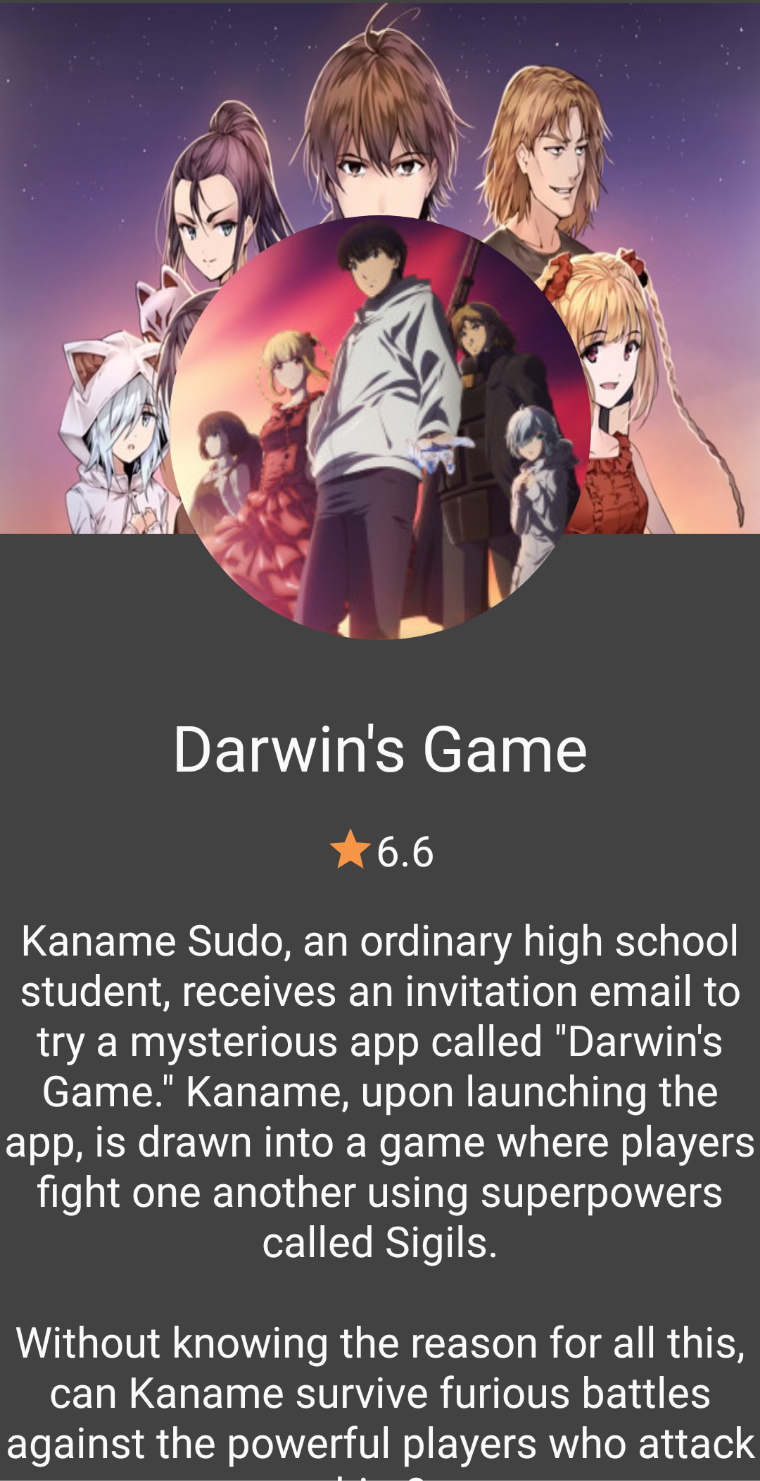 Darwin's Game
6.6
Kaname Sudo, an ordinary high school
student, receives an invitation email to
try a mysterious app called "Darwin's
Game." Kaname, upon launching the
app, is drawn into a game where players
fight one another using superpowers
called Sigils.
Without knowing the reason for all this,
can Kaname survive furious battles
against the powerful players who attack